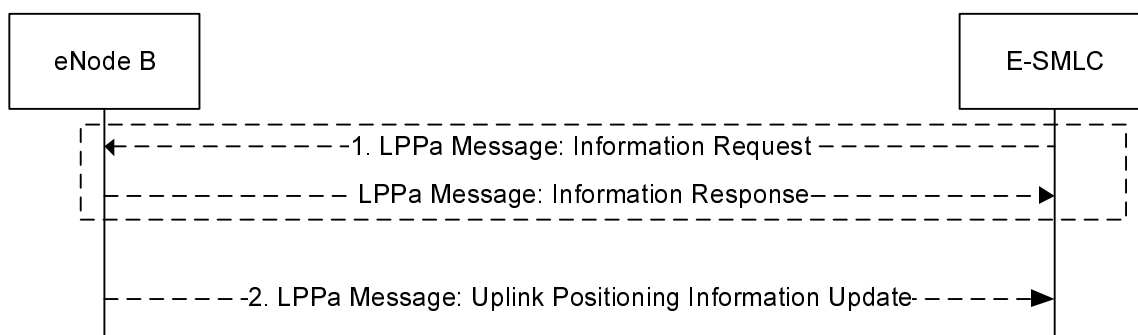 eNode B
E-SMLC
1. LPPa Message: Information Request
LPPa Message: Information Response
2. LPPa Message: Uplink Positioning Information Update